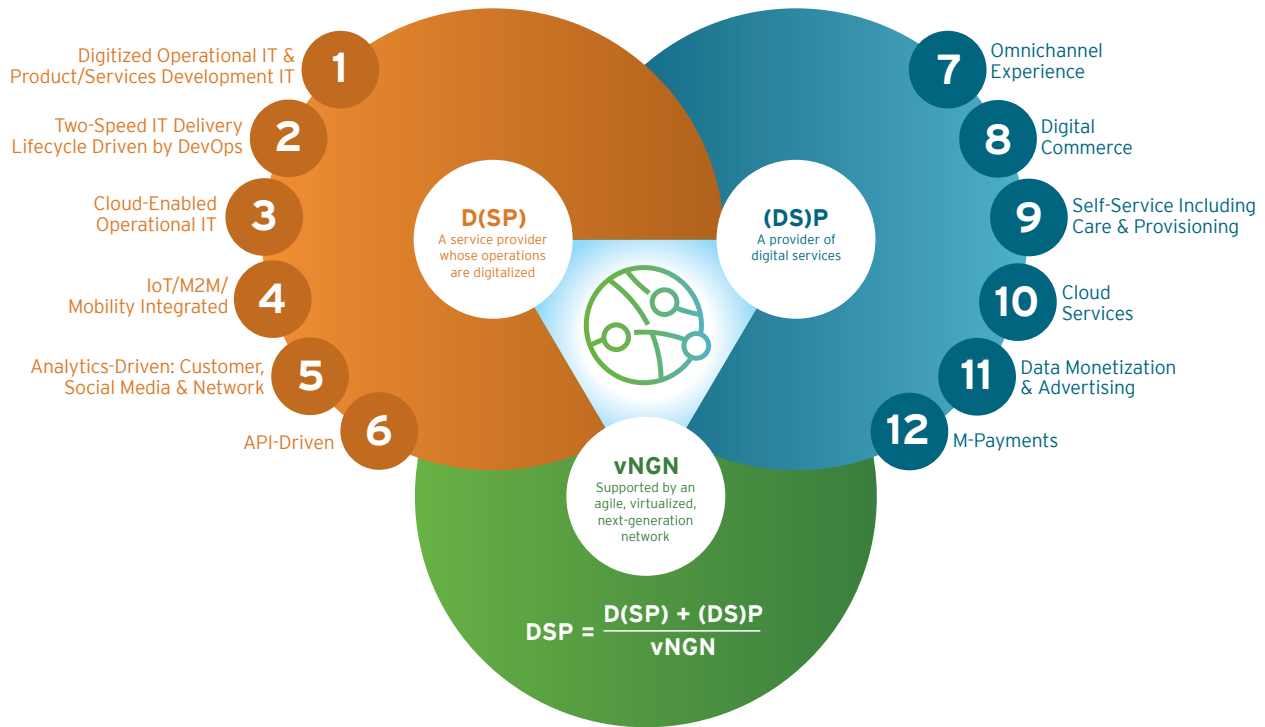 1
Digitized Operational IT &
Product/Services Development IT
2
Two-Speed IT Delivery
Lifecycle Driven by DevOps
3
Cloud-Enabled
Operational IT
4
IoT/M2M/
Mobility Integrated
5
Analytics-Driven: Customer,
Social Media & Network
6
API-Driven
D(SP)
A service provider
whose operations
are digitalized
(DS)P
A provider of
digital services
7
Omnichannel
Experience
8
Digital
Commerce
9
Self-Service Including
Care & Provisioning
10
Cloud
Services
11
Data Monetization
& Advertising
12
M-Payments
vNGN
Supported by an
agile, virtualized,
next-generation
network
D(SP) + (DS)P
DSP =
vNGN